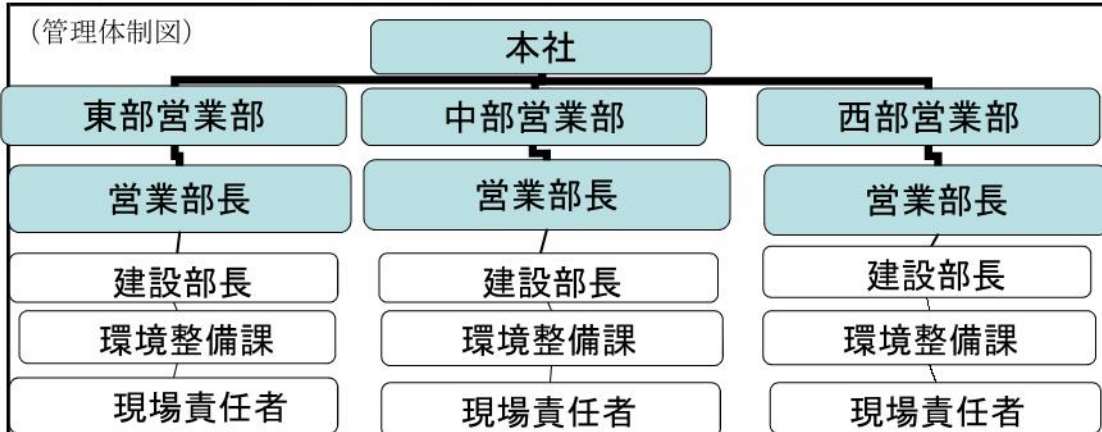 (管理体制図)
本社
東部営業部 中部営業部 西部営業部
営業部長 営業部長 営業部長
建設部長 建設部長 建設部長
環境整備課 環境整備課 環境整備課
現場責任者 現場責任者 現場責任者